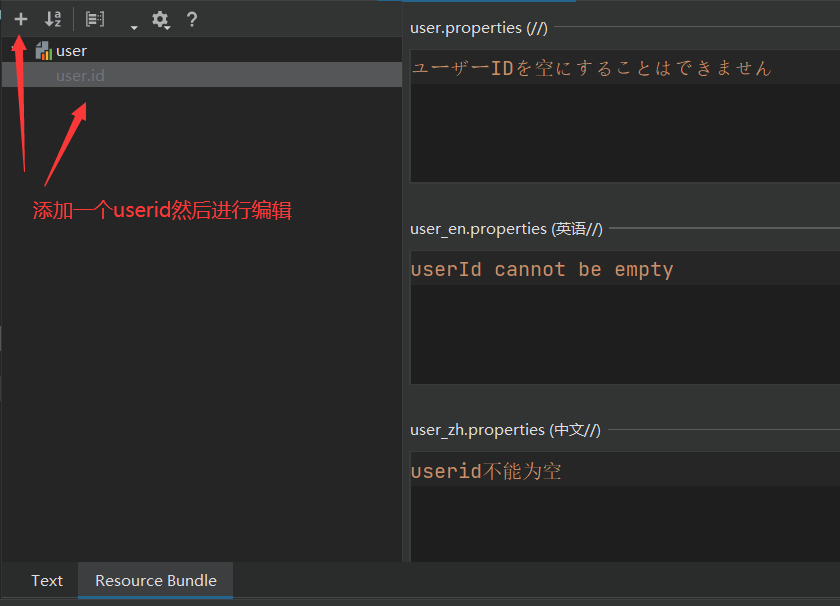 user
user.id
添加一个userid然后进行编辑
user.properties (//)
ユーザーIDを空にすることはできません
user_en.properties (英语//)
userId cannot be empty
user_zh.properties (中文//)
userid不能为空
Text
Resource Bundle